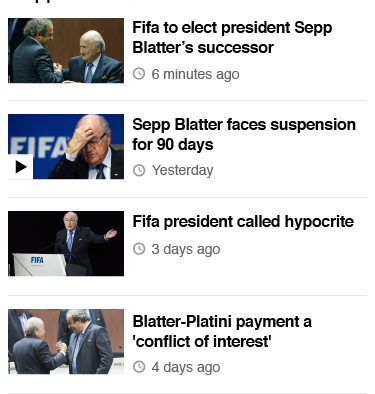 Fifa to elect president Sepp
Blatter's successor
6 minutes ago
FIFA
Sepp Blatter faces suspension
for 90 days
Yesterday
FIFA
Fifa president called hypocrite
3 days ago
Blatter-Platini payment a
'conflict of interest'
4 days ago